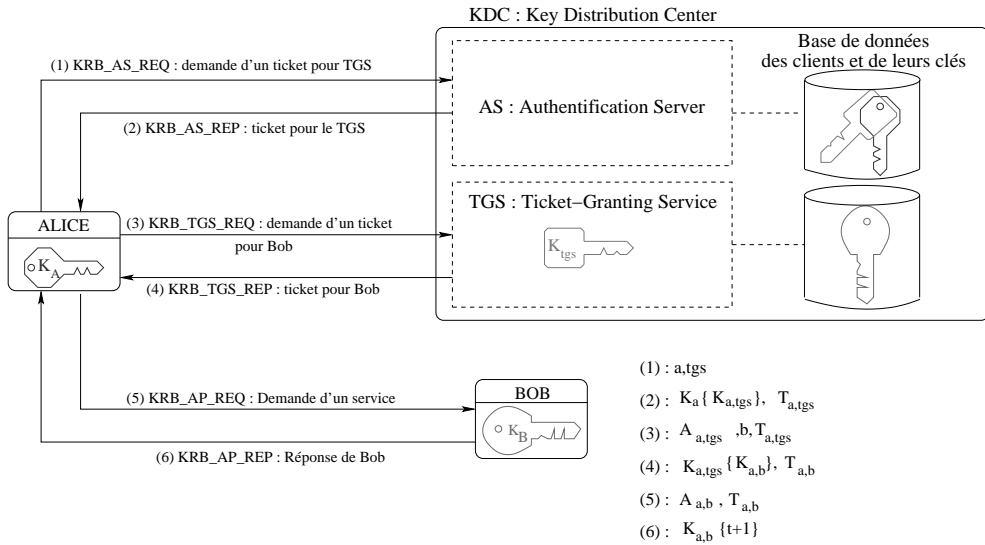 KDC : Key Distribution Center
Base de données
des clients et de leurs clés
(1) KRB_AS_REQ : demande d'un ticket pour TGS
AS : Authentification Server
(2) KRB_AS_REP : ticket pour le TGS
TGS : Ticket−Granting Service
K_tgs
ALICE
K_A
(3) KRB_TGS_REQ : demande d'un ticket
pour Bob
(4) KRB_TGS_REP : ticket pour Bob
(5) KRB_AP_REQ : Demande d'un service
BOB
K_B
(6) KRB_AP_REP : Réponse de Bob
(1) : a,tgs
(2) : K_a { K_a,tgs }, T_a,tgs
(3) : A_a,tgs , b, T_a,tgs
(4) : K_a,tgs { K_a,b }, T_a,b
(5) : A_a,b , T_a,b
(6) : K_a,b {t+1}